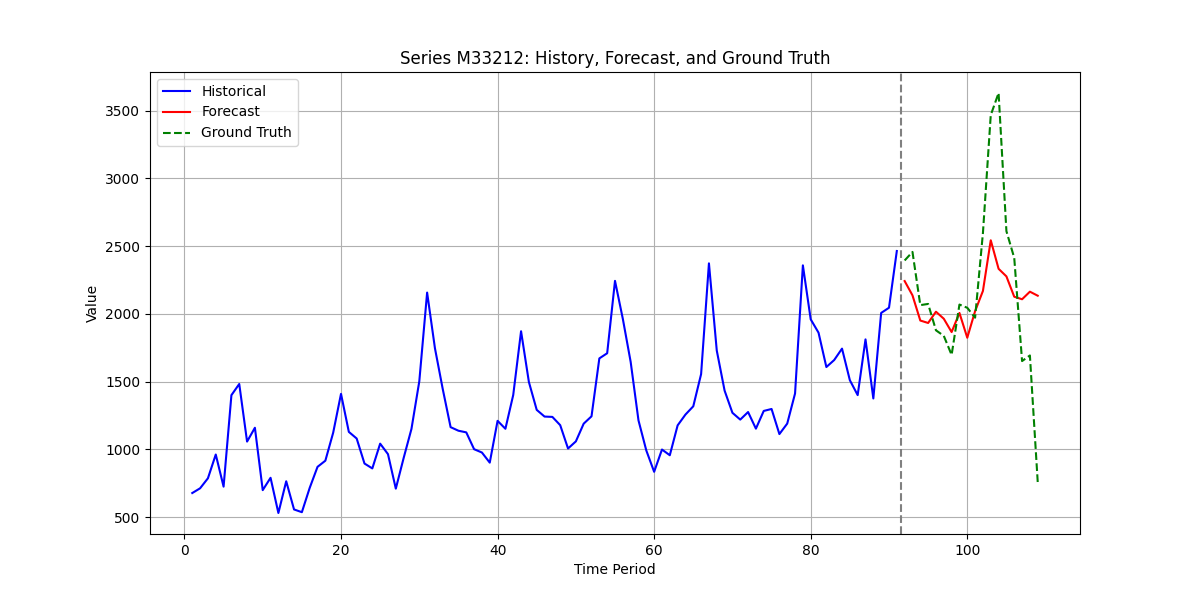 Series M33212: History, Forecast, and Ground Truth
Historical
Forecast
Ground Truth
3500
3000
2500
2000
1500
1000
500
Value
0 20 40 60 80 100
Time Period